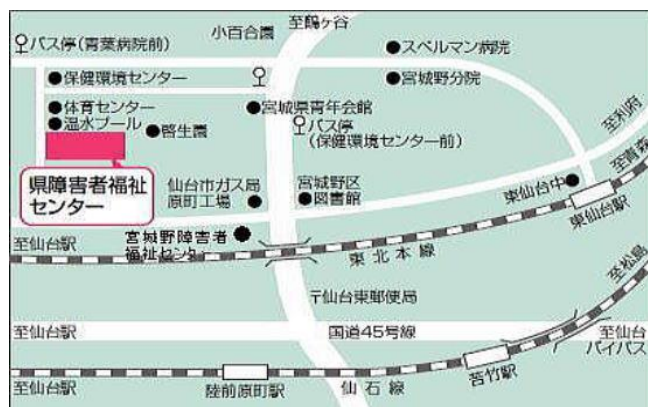 小百合園
至鶴ヶ谷
バス停(青葉病院前)
スペルマン病院
保健環境センター
宮城野分院
体育センター
宮城県青年会館
温水プール
啓生園
バス停
(保健環境センター前)
至利府
至青森
県障害者福祉
センター
仙台市ガス局
原町工場
宮城野区
図書館
東仙台中
東仙台駅
至仙台駅
宮城野障害者
福祉センター
東北本線
至松島
〒仙台東郵便局
至仙台駅
国道45号線
至仙台
バイパス
苦竹駅
至仙台駅
陸前原町駅
仙石線